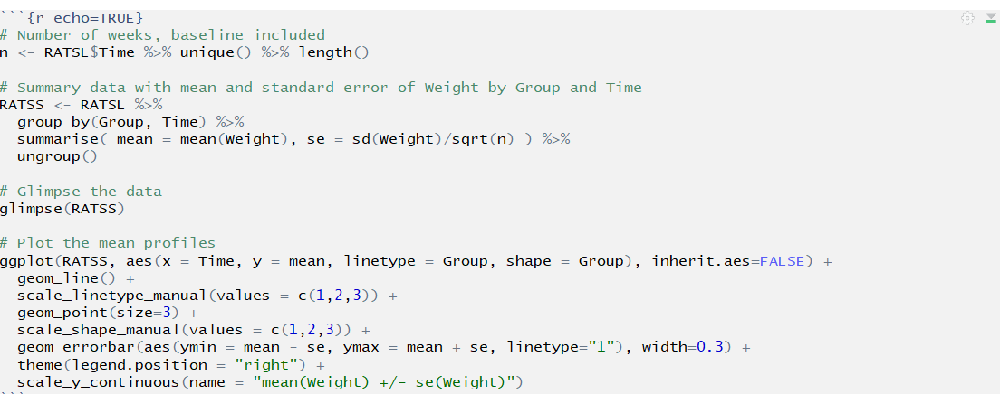 ```{r echo=TRUE}
# Number of weeks, baseline included
n <- RATSL$Time %>% unique() %>% length()

# Summary data with mean and standard error of Weight by Group and Time
RATSS <- RATSL %>%
  group_by(Group, Time) %>%
  summarise( mean = mean(Weight), se = sd(Weight)/sqrt(n) ) %>%
  ungroup()

# Glimpse the data
glimpse(RATSS)

# Plot the mean profiles
ggplot(RATSS, aes(x = Time, y = mean, linetype = Group, shape = Group), inherit.aes=FALSE) +
  geom_line() +
  scale_linetype_manual(values = c(1,2,3)) +
  geom_point(size=3) +
  scale_shape_manual(values = c(1,2,3)) +
  geom_errorbar(aes(ymin = mean - se, ymax = mean + se, linetype="1"), width=0.3) +
  theme(legend.position = "right") +
  scale_y_continuous(name = "mean(Weight) +/- se(Weight)")
```